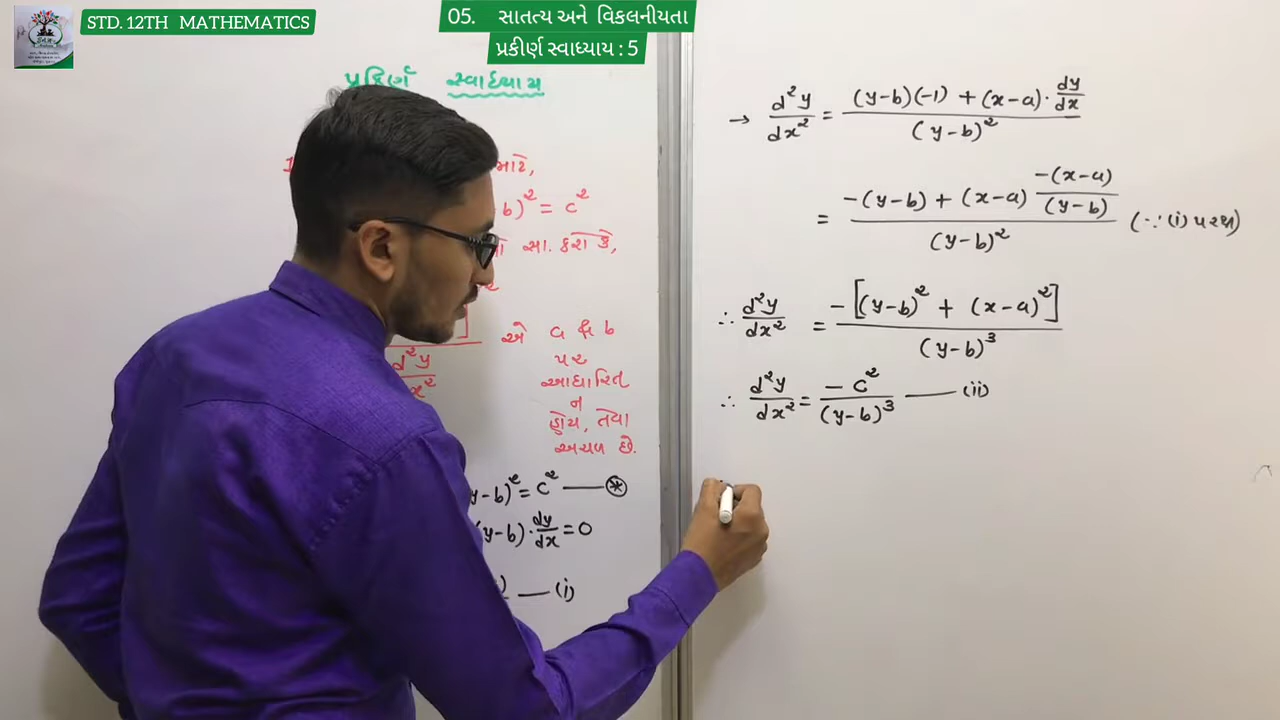 STD. 12TH MATHEMATICS
05. સાતત્ય અને વિકલનીયતા
પ્રકીર્ણ સ્વાધ્યાય : 5
પ્રકિર્ણ સ્વાધ્યાય
માટે,
b)² = c²
સા. કરો કે,
એ a & b
પર
d²y
આધારિત
ન
હોય, તેવા
અચળ છે.
y-b)² = c² —— (*)
(y-b)·dy/dx = 0
—— (i)
→ d²y/dx² = (y-b)(-1) + (x-a)·dy/dx / (y-b)²
= -(y-b) + (x-a) -(x-a)/(y-b) / (y-b)² (∵ (i) પરથી)
∴ d²y/dx² = -[(y-b)² + (x-a)²] / (y-b)³
∴ d²y/dx² = -c²/(y-b)³ —— (ii)